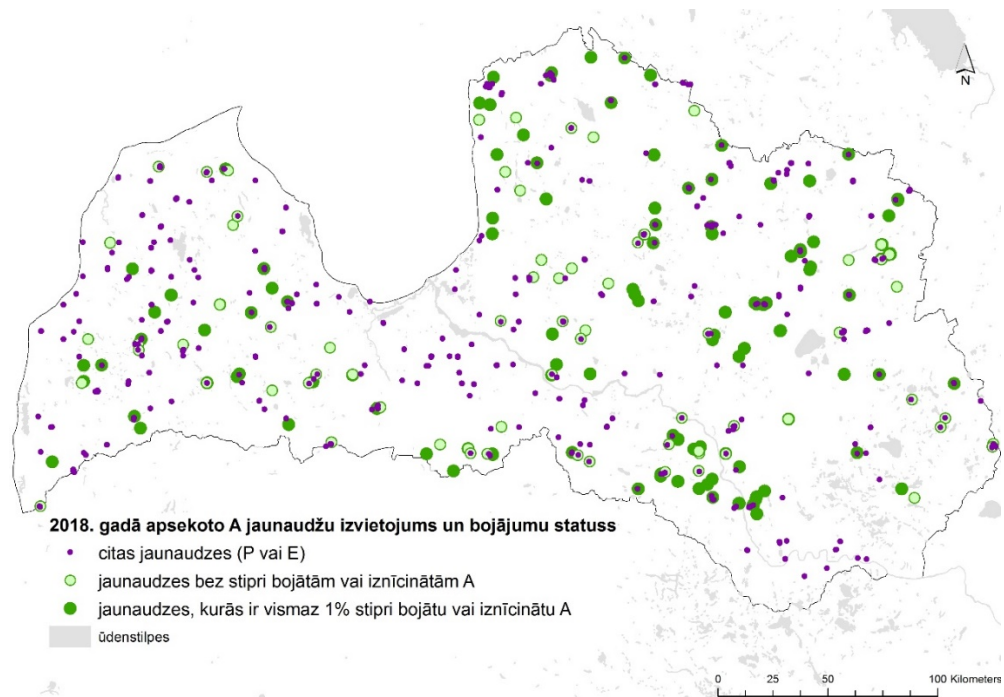 N
2018. gadā apsekoto A jaunaudžu izvietojums un bojājumu statuss
citas jaunaudzes (P vai E)
jaunaudzes bez stipri bojātām vai iznīcinātām A
jaunaudzes, kurās ir vismaz 1% stipri bojātu vai iznīcinātu A
ūdenstilpes
0 25 50 100 Kilometers